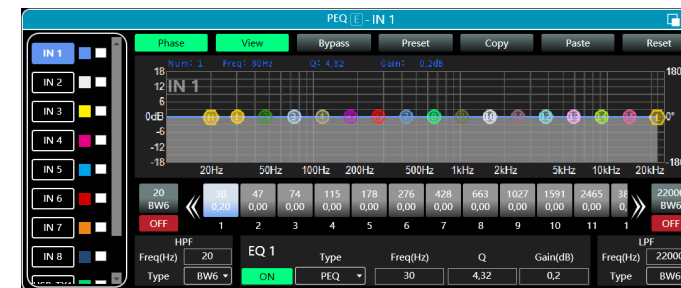 PEQ E - IN 1
Phase View Bypass Preset Copy Paste Reset
IN 1
IN 2
IN 3
IN 4
IN 5
IN 6
IN 7
IN 8
Num: 1 Freq: 30Hz Q: 4,32 Gain: 0,2dB
IN 1
18
12
6
0dB
-6
-12
-18
180
0°
-180
20Hz 50Hz 100Hz 200Hz 500Hz 1kHz 2kHz 5kHz 10kHz 20kHz
20 30 47 74 115 178 276 428 663 1027 1591 2465 38 22000
BW6 0,20 0,00 0,00 0,00 0,00 0,00 0,00 0,00 0,00 0,00 0,00 0,0 BW6
OFF 1 2 3 4 5 6 7 8 9 10 11 1 OFF
HPF
Freq(Hz) 20
Type BW6
EQ 1 Type Freq(Hz) Q Gain(dB)
ON PEQ 30 4,32 0,2
LPF
Freq(Hz) 22000
Type BW6